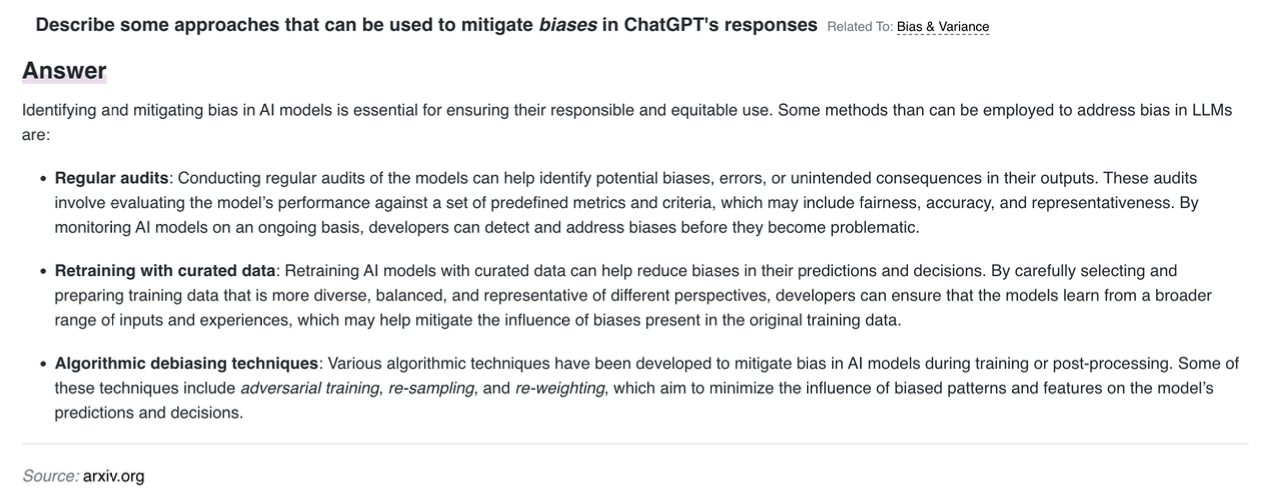 Describe some approaches that can be used to mitigate biases in ChatGPT's responses Related To: Bias & Variance
Answer
Identifying and mitigating bias in AI models is essential for ensuring their responsible and equitable use. Some methods than can be employed to address bias in LLMs
are:
• Regular audits: Conducting regular audits of the models can help identify potential biases, errors, or unintended consequences in their outputs. These audits
involve evaluating the model’s performance against a set of predefined metrics and criteria, which may include fairness, accuracy, and representativeness. By
monitoring AI models on an ongoing basis, developers can detect and address biases before they become problematic.
• Retraining with curated data: Retraining AI models with curated data can help reduce biases in their predictions and decisions. By carefully selecting and
preparing training data that is more diverse, balanced, and representative of different perspectives, developers can ensure that the models learn from a broader
range of inputs and experiences, which may help mitigate the influence of biases present in the original training data.
• Algorithmic debiasing techniques: Various algorithmic techniques have been developed to mitigate bias in AI models during training or post-processing. Some of
these techniques include adversarial training, re-sampling, and re-weighting, which aim to minimize the influence of biased patterns and features on the model’s
predictions and decisions.
Source: arxiv.org